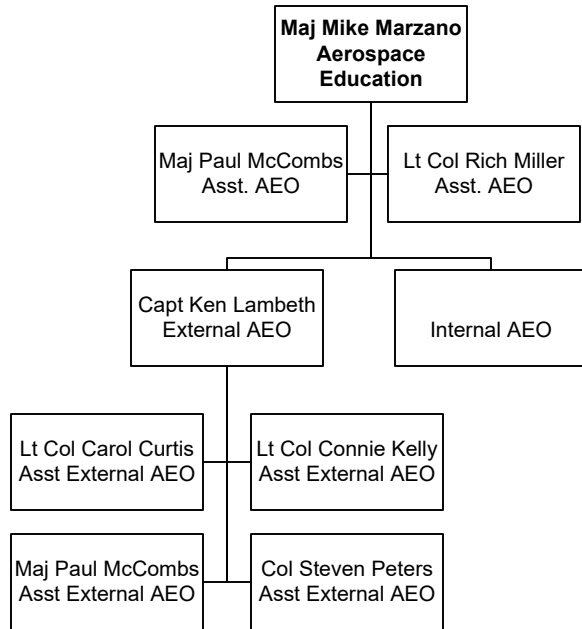 Maj Mike Marzano
Aerospace
Education
Maj Paul McCombs
Asst. AEO
Lt Col Rich Miller
Asst. AEO
Capt Ken Lambeth
External AEO
Internal AEO
Lt Col Carol Curtis
Asst External AEO
Lt Col Connie Kelly
Asst External AEO
Maj Paul McCombs
Asst External AEO
Col Steven Peters
Asst External AEO